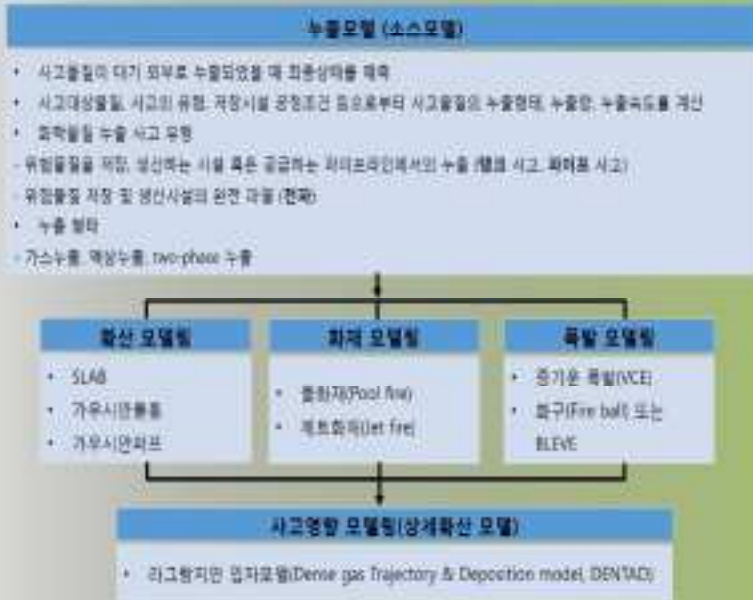 누출모델 (소스모델)
• 사고물질이 대기 외부로 누출되었을 때 최종상태를 예측
• 사고대상물질, 사고의 유형, 저장시설 공정조건 등으로부터 사고물질의 누출형태, 누출량, 누출속도를 계산
• 화학물질 누출 사고 유형
- 위험물질을 저장, 생산하는 시설 혹은 공급하는 파이프라인에서의 누출 (탱크 사고, 파이프 사고)
- 위험물질 저장 및 생산시설의 완전 파열 (전파)
• 누출 형태
- 가스누출, 액상누출, two-phase 누출
확산 모델링
• SLAB
• 가우시안플룸
• 가우시안퍼프
화재 모델링
• 풀화재(Pool fire)
• 제트화재(Jet fire)
폭발 모델링
• 증기운 폭발(VCE)
• 화구(Fire ball) 또는
BLEVE
사고영향 모델링(상세확산 모델)
• 라그랑지안 입자모델(Dense gas Trajectory & Deposition model, DENTAD)